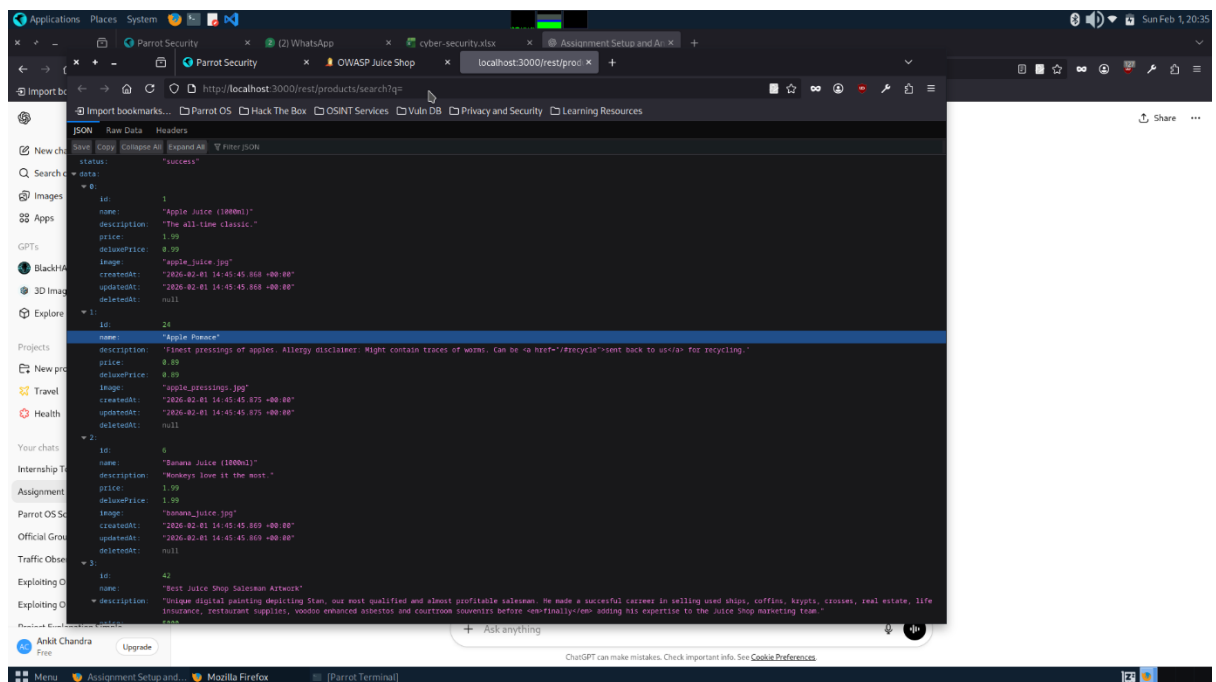 Applications Places System
Sun Feb 1, 20:35
Parrot Security
(2) WhatsApp
cyber-security.xlsx
Assignment Setup and
Parrot Security
OWASP Juice Shop
localhost:3000/rest/prod
http://localhost:3000/rest/products/search?q=
Import bookmarks... Parrot OS Hack The Box OSINT Services Vuln DB Privacy and Security Learning Resources
Share
JSON Raw Data Headers
Save Copy Collapse All Expand All Filter JSON
status: "success"
data:
0:
id: 1
name: "Apple Juice (1000ml)"
description: "The all-time classic."
price: 1.99
deluxePrice: 0.99
image: "apple_juice.jpg"
createdAt: "2026-02-01 14:45:45.868 +00:00"
updatedAt: "2026-02-01 14:45:45.868 +00:00"
deletedAt: null
1:
id: 24
name: "Apple Pomace"
description: 'Finest pressings of apples. Allergy disclaimer: Might contain traces of worms. Can be <a href="/#recycle">sent back to us</a> for recycling.'
price: 0.89
deluxePrice: 0.89
image: "apple_pressings.jpg"
createdAt: "2026-02-01 14:45:45.875 +00:00"
updatedAt: "2026-02-01 14:45:45.875 +00:00"
deletedAt: null
2:
id: 6
name: "Banana Juice (1000ml)"
description: "Monkeys love it the most."
price: 1.99
deluxePrice: 1.99
image: "banana_juice.jpg"
createdAt: "2026-02-01 14:45:45.869 +00:00"
updatedAt: "2026-02-01 14:45:45.869 +00:00"
deletedAt: null
3:
id: 42
name: "Best Juice Shop Salesman Artwork"
description: "Unique digital painting depicting Stan, our most qualified and almost profitable salesman. He made a succesful carreer in selling used ships, coffins, krypts, crosses, real estate, life
insurance, restaurant supplies, voodoo enhanced asbestos and courtroom souvenirs before <em>finally</em> adding his expertise to the Juice Shop marketing team."
Import bo
New cha
Search c
Images
Apps
GPTs
BlackHA
3D Imag
Explore
Projects
New pro
Travel
Health
Your chats
Internship T
Assignment
Parrot OS Sc
Official Grou
Traffic Obse
Exploiting O
Exploiting O
Ankit Chandra
Free
Upgrade
Ask anything
ChatGPT can make mistakes. Check important info. See Cookie Preferences.
Menu
Assignment Setup and...
Mozilla Firefox
[Parrot Terminal]